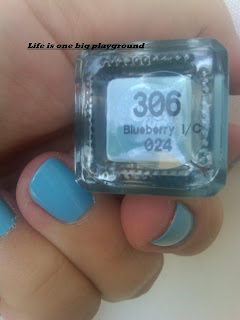 Life is one big playground
306
Blueberry I/C
024